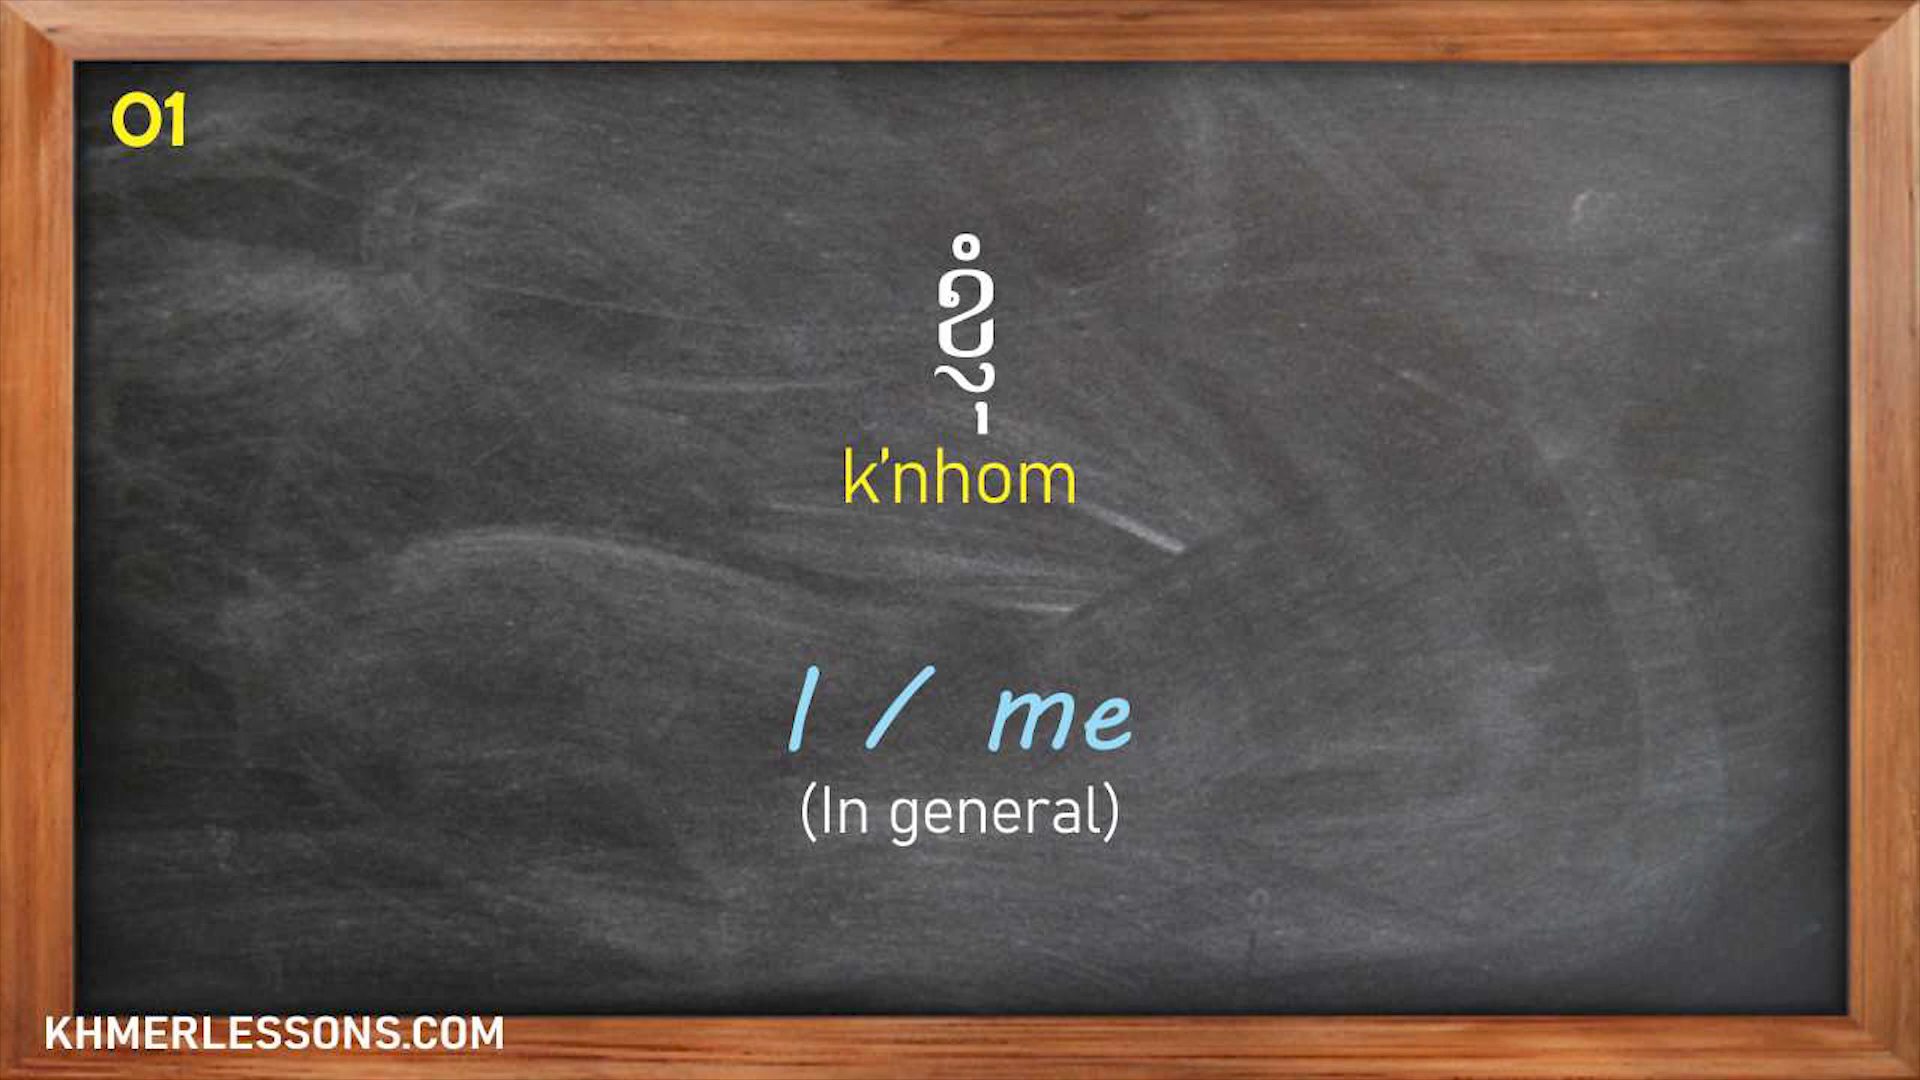 01
ខ្ញុំ
k'nhom
I / me
(In general)
KHMERLESSONS.COM